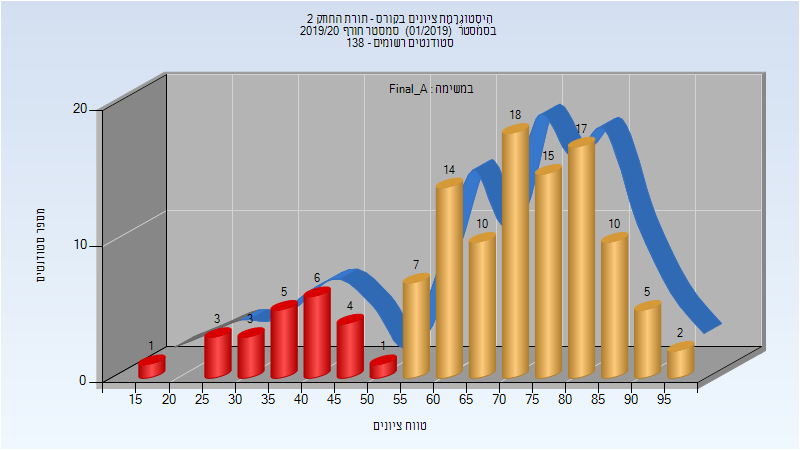 היסטוגרמת ציונים בקורס - תורת החוזק 2
בסמסטר (01/2019) סמסטר חורף 2019/20
סטודנטים רשומים - 138
במשימה : Final_A
מספר סטודנטים
20
10
0
1
3
3
5
6
4
1
7
14
10
18
15
17
10
5
2
15 20 25 30 35 40 45 50 55 60 65 70 75 80 85 90 95
טווח ציונים